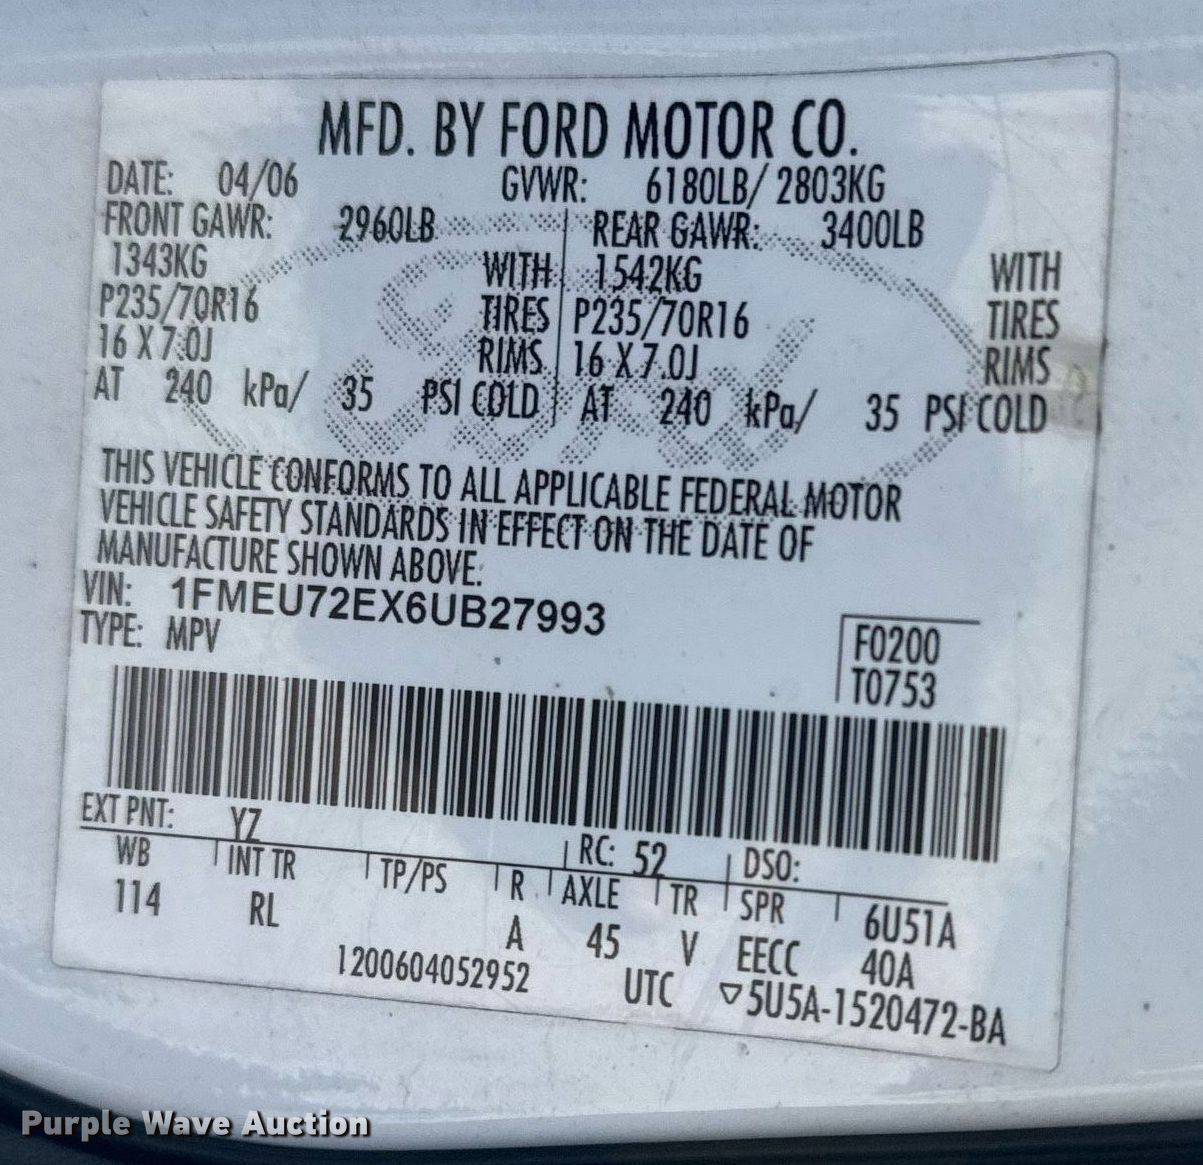 MFD. BY FORD MOTOR CO.
DATE: 04/06 GVWR: 6180LB/ 2803KG
FRONT GAWR: 2960LB REAR GAWR: 3400LB
1343KG WITH 1542KG WITH
P235/70R16 TIRES P235/70R16 TIRES
16 X 7.0J RIMS 16 X 7.0J RIMS
AT 240 kPa/ 35 PSI COLD AT 240 kPa/ 35 PSI COLD
THIS VEHICLE CONFORMS TO ALL APPLICABLE FEDERAL MOTOR
VEHICLE SAFETY STANDARDS IN EFFECT ON THE DATE OF
MANUFACTURE SHOWN ABOVE.
VIN: 1FMEU72EX6UB27993
TYPE: MPV
F0200
T0753
EXT PNT: YZ RC: 52 DSO:
WB INT TR TP/PS R AXLE TR SPR 6U51A
114 RL A 45 V EECC 40A
1200604052952 UTC ▽5U5A-1520472-BA
Ford
Purple Wave Auction